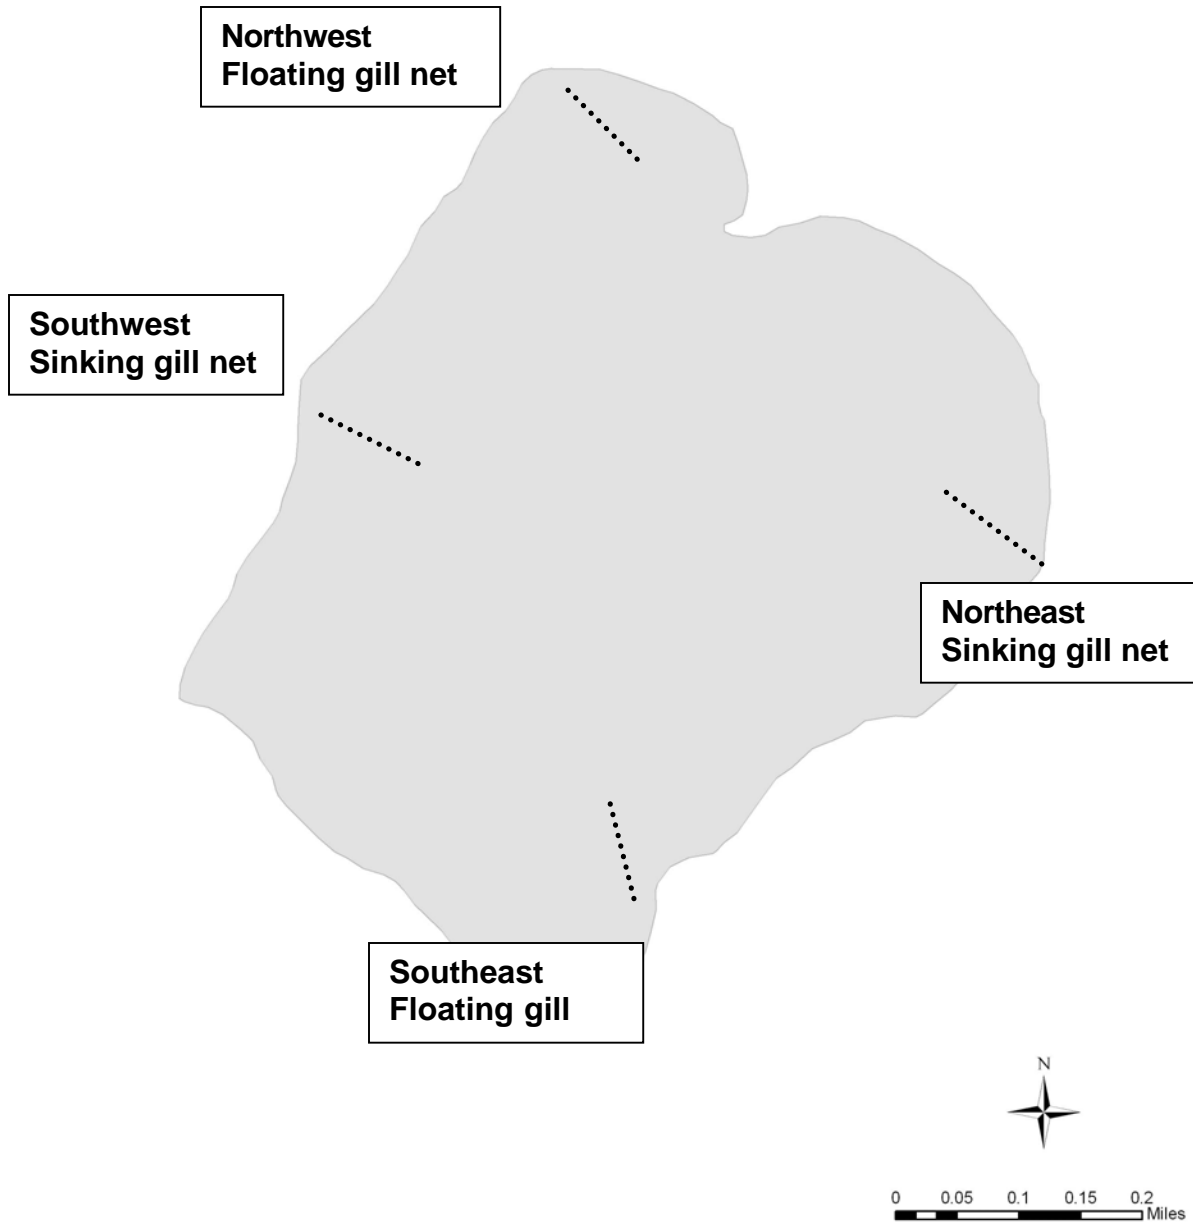 Northwest
Floating gill net
Southwest
Sinking gill net
Northeast
Sinking gill net
Southeast
Floating gill
N
0 0.05 0.1 0.15 0.2
Miles